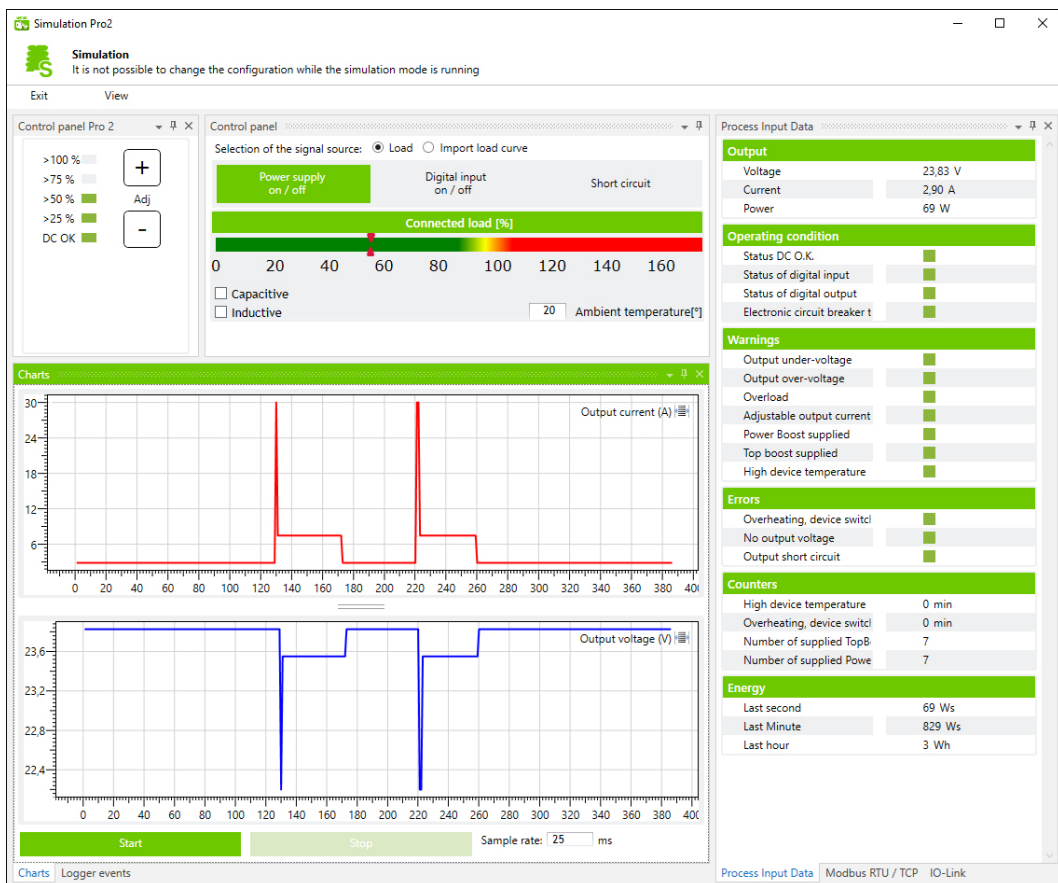 Simulation Pro2
Simulation
It is not possible to change the configuration while the simulation mode is running
Exit View
Control panel Pro 2
>100 %
>75 %
>50 %
>25 %
DC OK
+
Adj
-
Control panel
Selection of the signal source: Load Import load curve
Power supply
on / off
Digital input
on / off
Short circuit
Connected load [%]
0 20 40 60 80 100 120 140 160
Capacitive
Inductive
20 Ambient temperature[°]
Charts
Output current (A)
30
24
18
12
6
0 20 40 60 80 100 120 140 160 180 200 220 240 260 280 300 320 340 360 380 40
Output voltage (V)
23,6
23,2
22,8
22,4
0 20 40 60 80 100 120 140 160 180 200 220 240 260 280 300 320 340 360 380 400
Start Stop Sample rate: 25 ms
Charts Logger events
Process Input Data
Output
Voltage 23,83 V
Current 2,90 A
Power 69 W
Operating condition
Status DC O.K.
Status of digital input
Status of digital output
Electronic circuit breaker t
Warnings
Output under-voltage
Output over-voltage
Overload
Adjustable output current
Power Boost supplied
Top boost supplied
High device temperature
Errors
Overheating, device switcl
No output voltage
Output short circuit
Counters
High device temperature 0 min
Overheating, device switcl 0 min
Number of supplied TopB 7
Number of supplied Powe 7
Energy
Last second 69 Ws
Last Minute 829 Ws
Last hour 3 Wh
Process Input Data Modbus RTU / TCP IO-Link